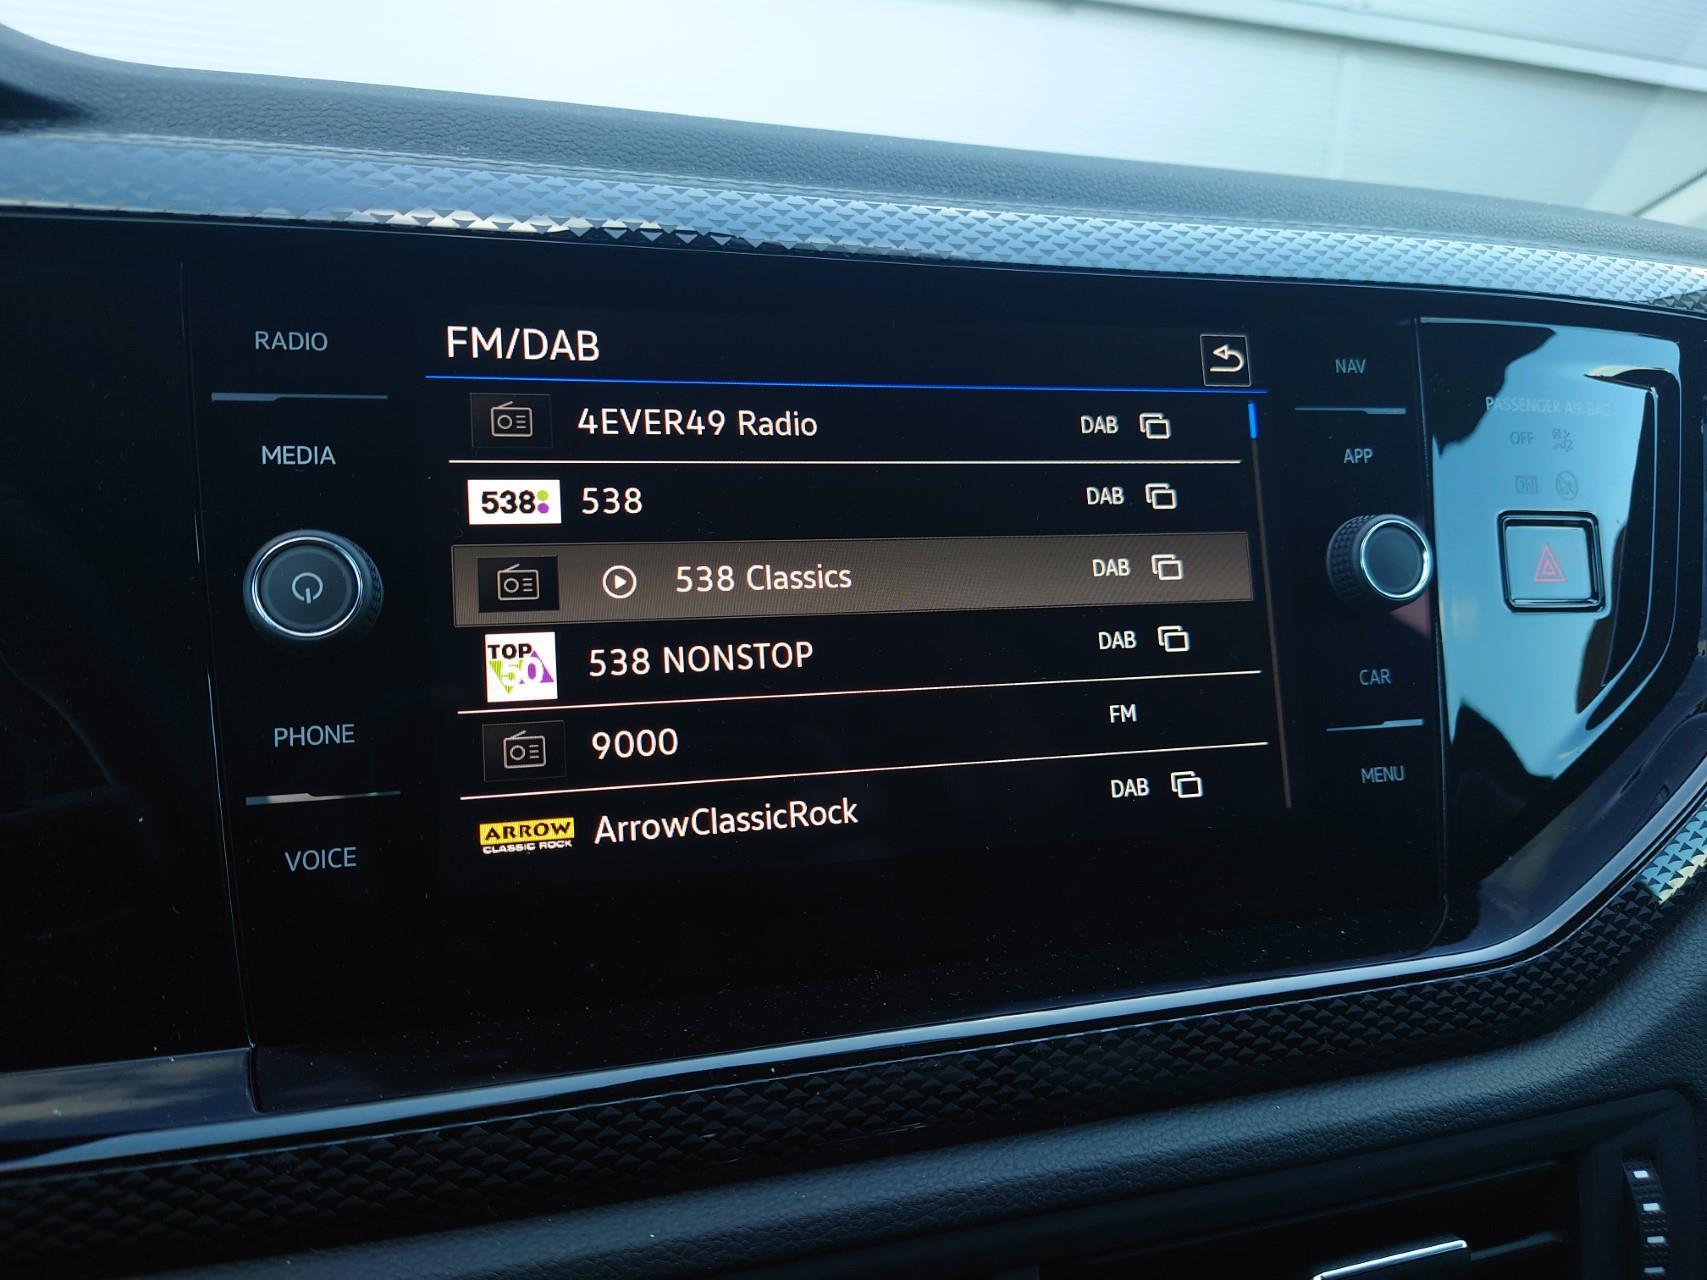 RADIO
MEDIA
PHONE
VOICE
FM/DAB
4EVER49 Radio DAB
538 538 DAB
538 Classics DAB
TOP 50 538 NONSTOP DAB
9000 FM
ARROW CLASSIC ROCK ArrowClassicRock DAB
NAV
APP
CAR
MENU
PASSENGER AIR BAG
OFF